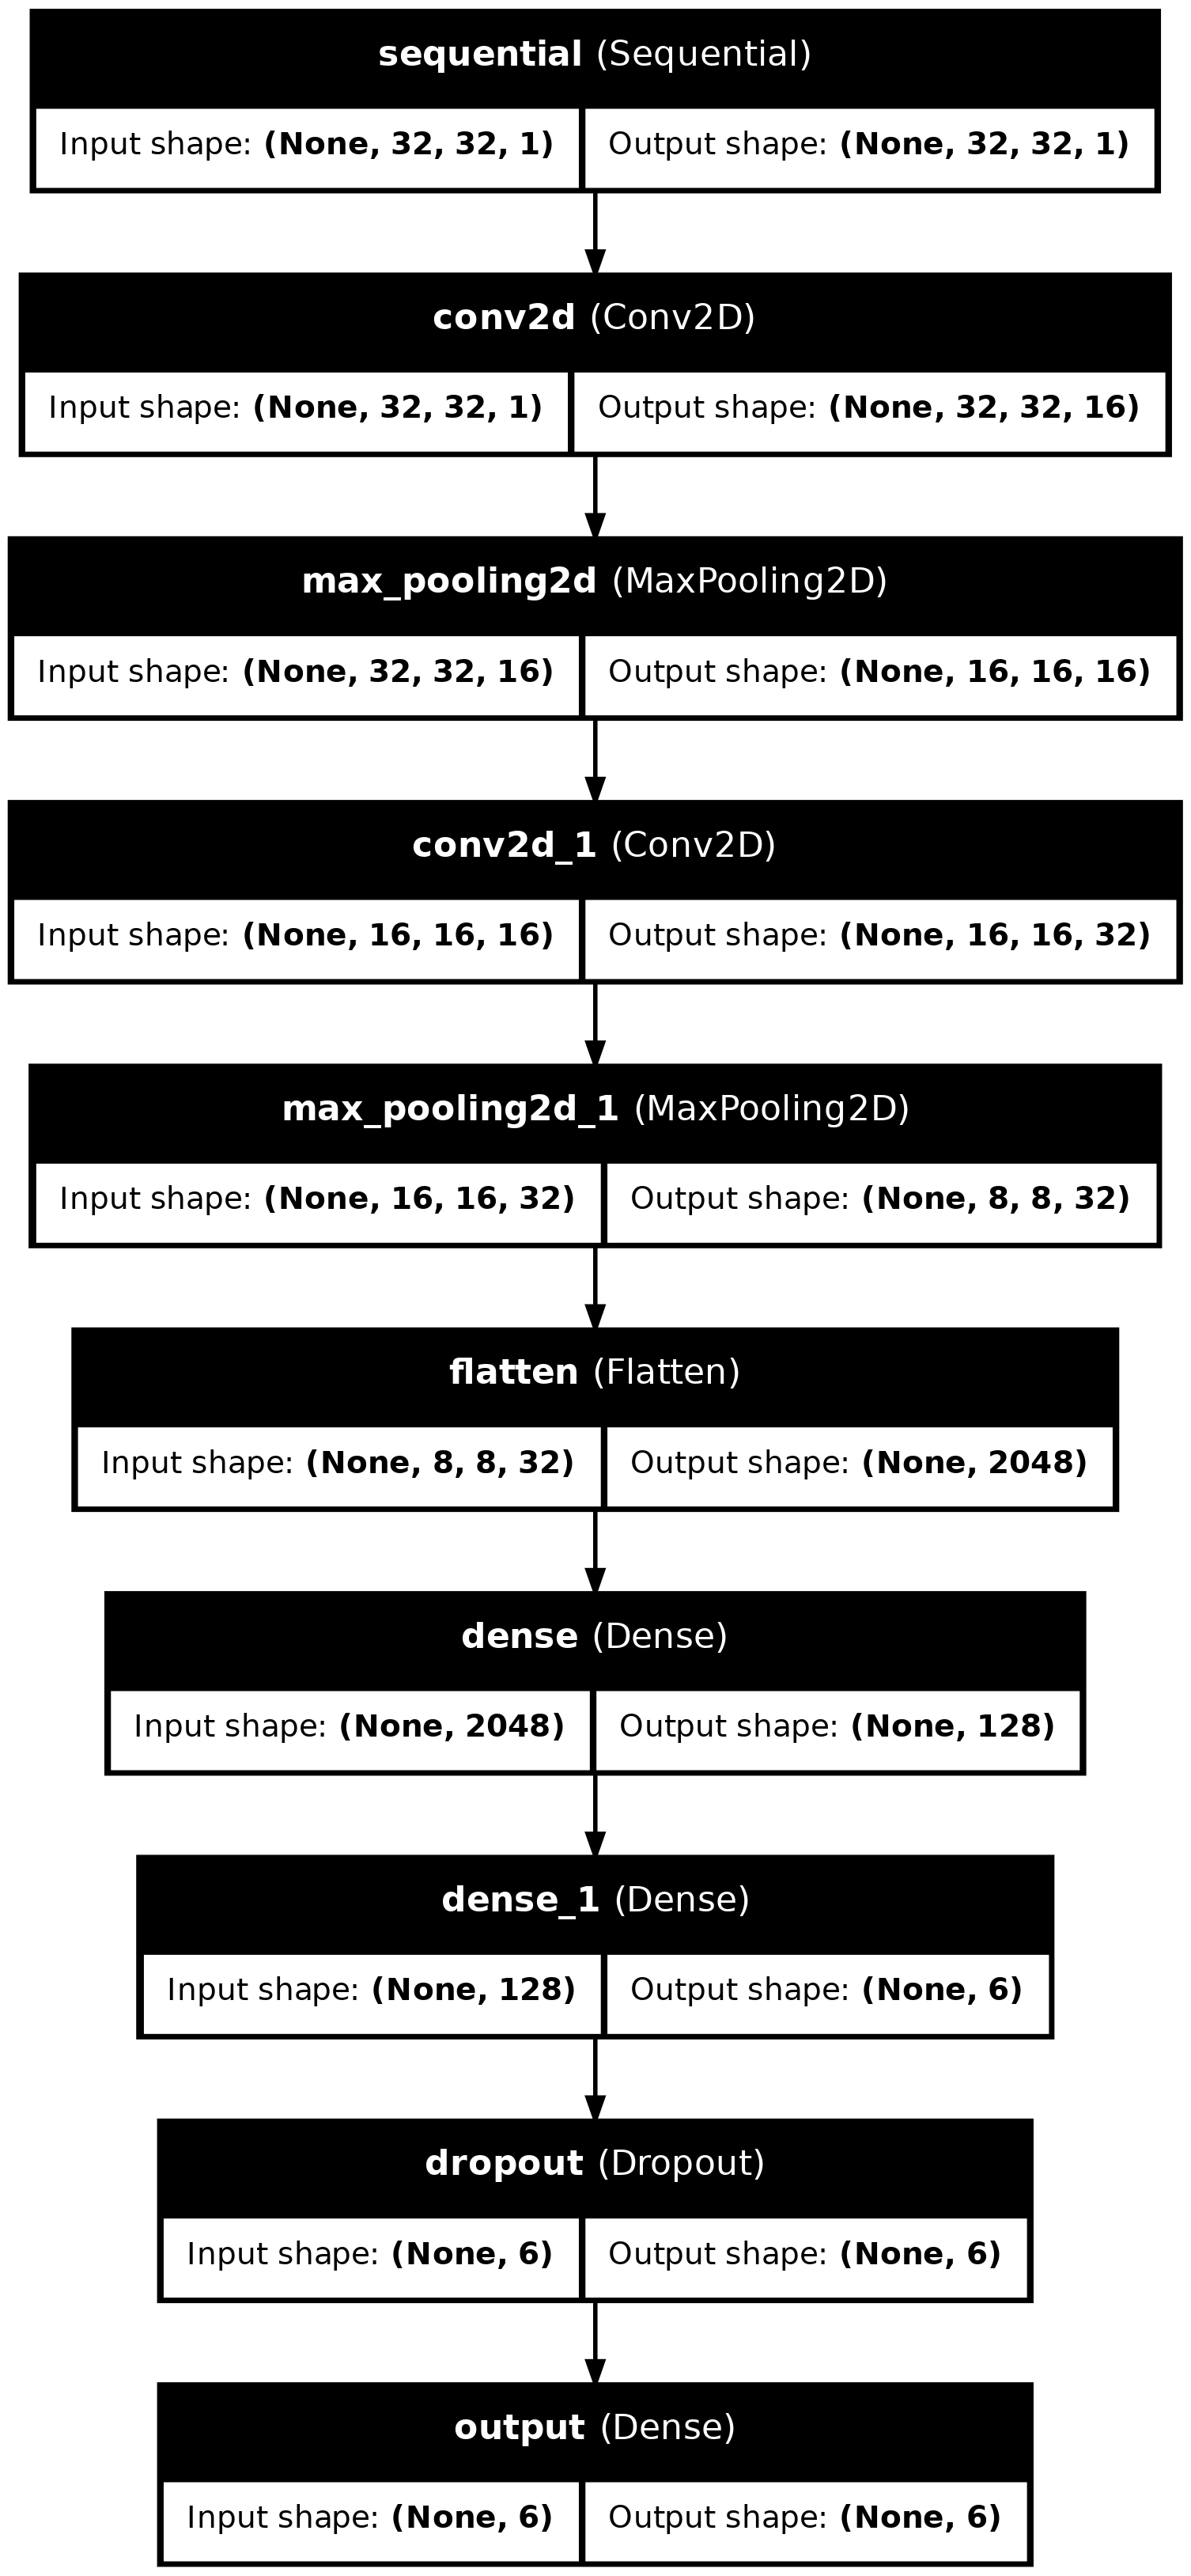 sequential (Sequential)
Input shape: (None, 32, 32, 1) Output shape: (None, 32, 32, 1)
conv2d (Conv2D)
Input shape: (None, 32, 32, 1) Output shape: (None, 32, 32, 16)
max_pooling2d (MaxPooling2D)
Input shape: (None, 32, 32, 16) Output shape: (None, 16, 16, 16)
conv2d_1 (Conv2D)
Input shape: (None, 16, 16, 16) Output shape: (None, 16, 16, 32)
max_pooling2d_1 (MaxPooling2D)
Input shape: (None, 16, 16, 32) Output shape: (None, 8, 8, 32)
flatten (Flatten)
Input shape: (None, 8, 8, 32) Output shape: (None, 2048)
dense (Dense)
Input shape: (None, 2048) Output shape: (None, 128)
dense_1 (Dense)
Input shape: (None, 128) Output shape: (None, 6)
dropout (Dropout)
Input shape: (None, 6) Output shape: (None, 6)
output (Dense)
Input shape: (None, 6) Output shape: (None, 6)